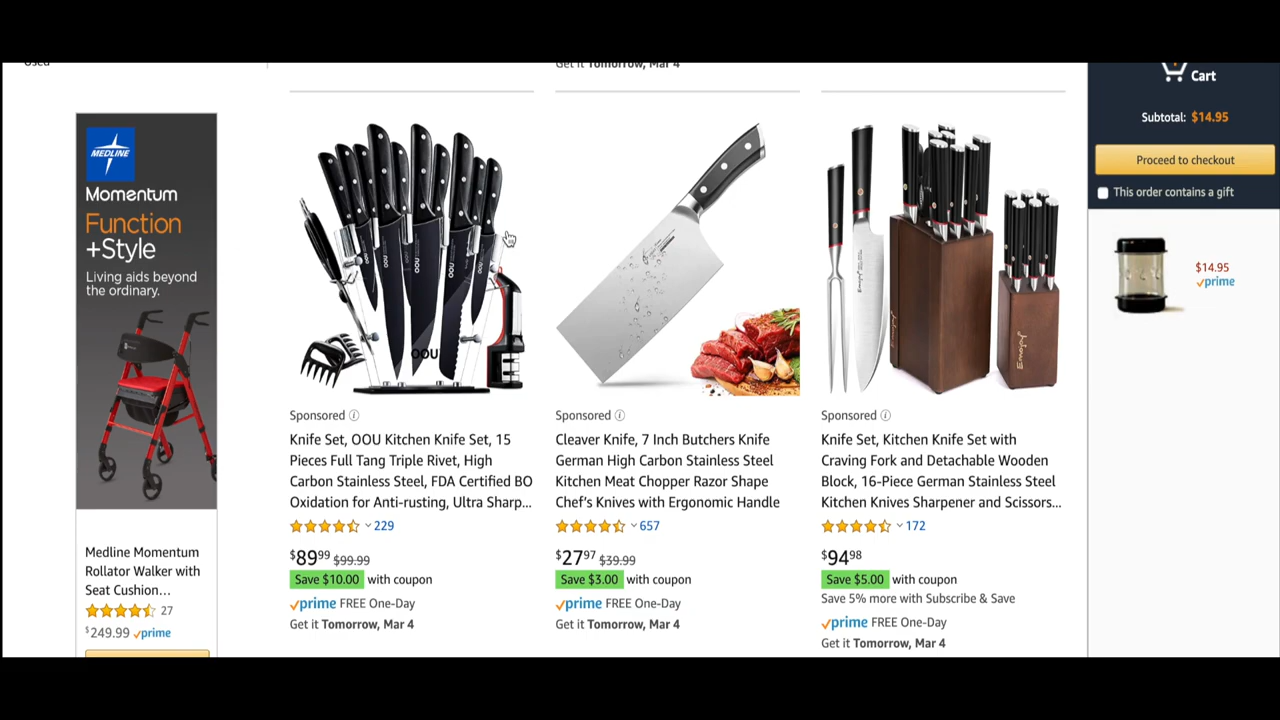 Used
Get it Tomorrow, Mar 4
Cart
Subtotal: $14.95
Proceed to checkout
This order contains a gift
$14.95
prime
MEDLINE
Momentum
Function
+Style
Living aids beyond
the ordinary.
Medline Momentum
Rollator Walker with
Seat Cushion...
27
$249.99 prime
OOU
OOU
OOU
OOU
OOU
Sponsored
Knife Set, OOU Kitchen Knife Set, 15
Pieces Full Tang Triple Rivet, High
Carbon Stainless Steel, FDA Certified BO
Oxidation for Anti-rusting, Ultra Sharp...
229
$89.99 $99.99
Save $10.00 with coupon
prime FREE One-Day
Get it Tomorrow, Mar 4
Sponsored
Cleaver Knife, 7 Inch Butchers Knife
German High Carbon Stainless Steel
Kitchen Meat Chopper Razor Shape
Chef's Knives with Ergonomic Handle
657
$27.97 $39.99
Save $3.00 with coupon
prime FREE One-Day
Get it Tomorrow, Mar 4
Emojoy
Emojoy
Sponsored
Knife Set, Kitchen Knife Set with
Craving Fork and Detachable Wooden
Block, 16-Piece German Stainless Steel
Kitchen Knives Sharpener and Scissors...
172
$94.98
Save $5.00 with coupon
Save 5% more with Subscribe & Save
prime FREE One-Day
Get it Tomorrow, Mar 4